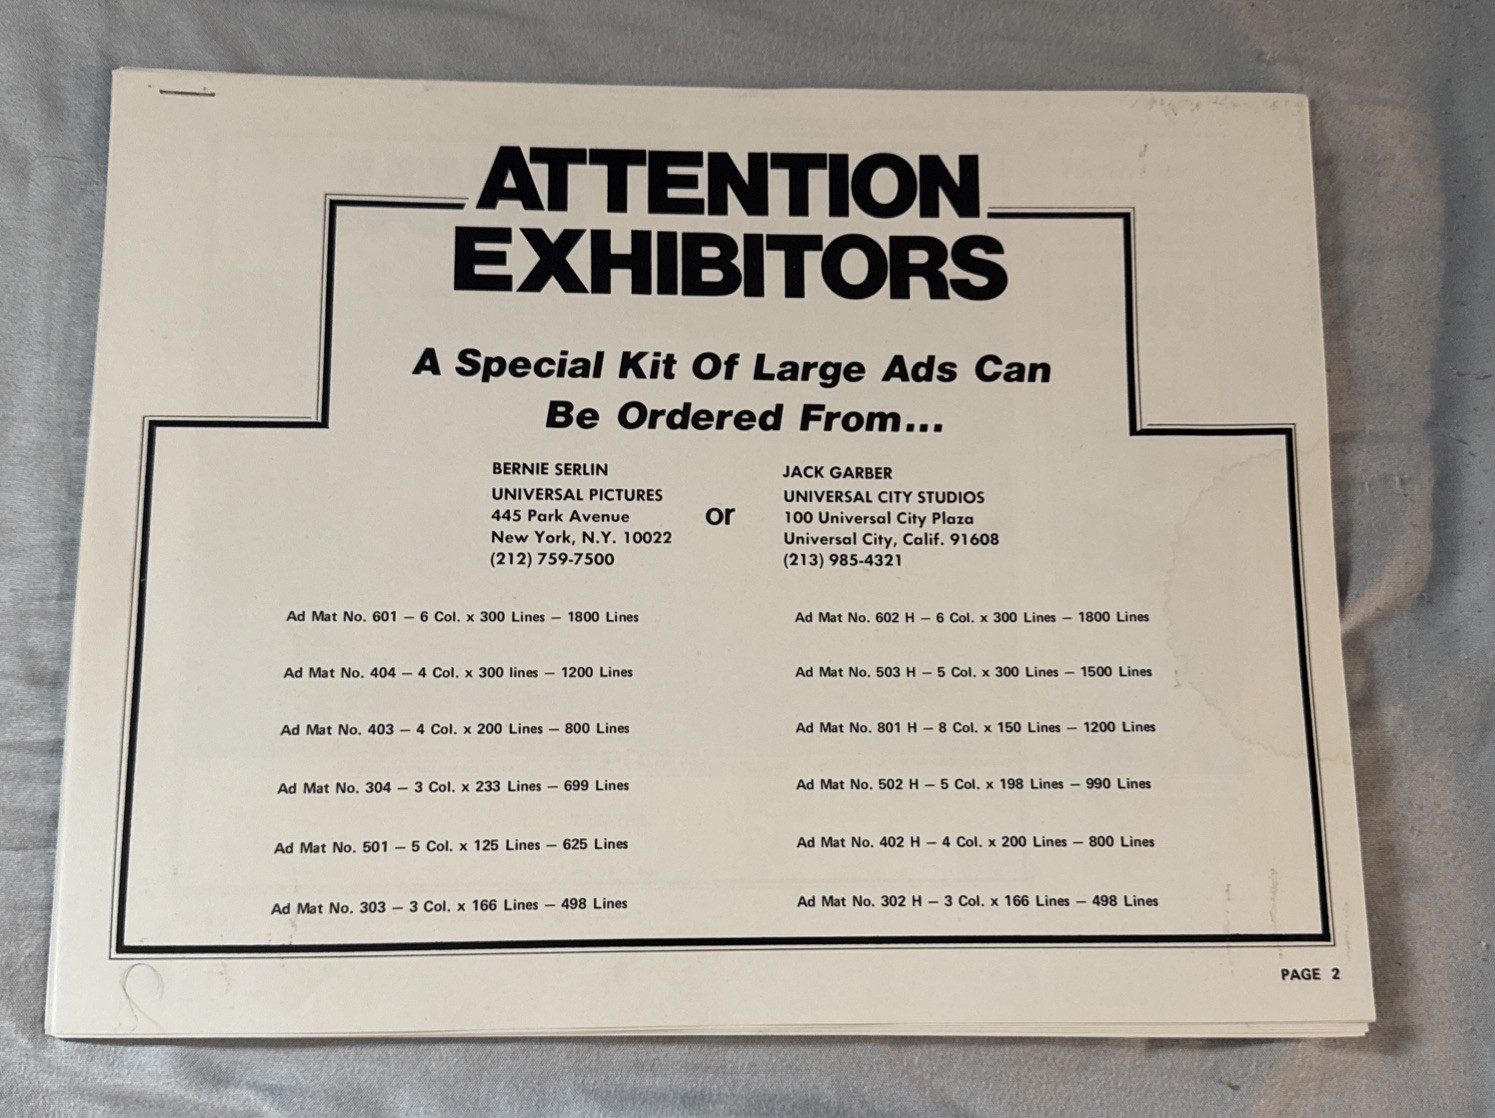 ATTENTION
EXHIBITORS
A Special Kit Of Large Ads Can
Be Ordered From...
BERNIE SERLIN
UNIVERSAL PICTURES
445 Park Avenue
New York, N.Y. 10022
(212) 759-7500
or
JACK GARBER
UNIVERSAL CITY STUDIOS
100 Universal City Plaza
Universal City, Calif. 91608
(213) 985-4321
Ad Mat No. 601 — 6 Col. x 300 Lines — 1800 Lines
Ad Mat No. 404 — 4 Col. x 300 lines — 1200 Lines
Ad Mat No. 403 — 4 Col. x 200 Lines — 800 Lines
Ad Mat No. 304 — 3 Col. x 233 Lines — 699 Lines
Ad Mat No. 501 — 5 Col. x 125 Lines — 625 Lines
Ad Mat No. 303 — 3 Col. x 166 Lines — 498 Lines
Ad Mat No. 602 H — 6 Col. x 300 Lines — 1800 Lines
Ad Mat No. 503 H — 5 Col. x 300 Lines — 1500 Lines
Ad Mat No. 801 H — 8 Col. x 150 Lines — 1200 Lines
Ad Mat No. 502 H — 5 Col. x 198 Lines — 990 Lines
Ad Mat No. 402 H — 4 Col. x 200 Lines — 800 Lines
Ad Mat No. 302 H — 3 Col. x 166 Lines — 498 Lines
PAGE 2